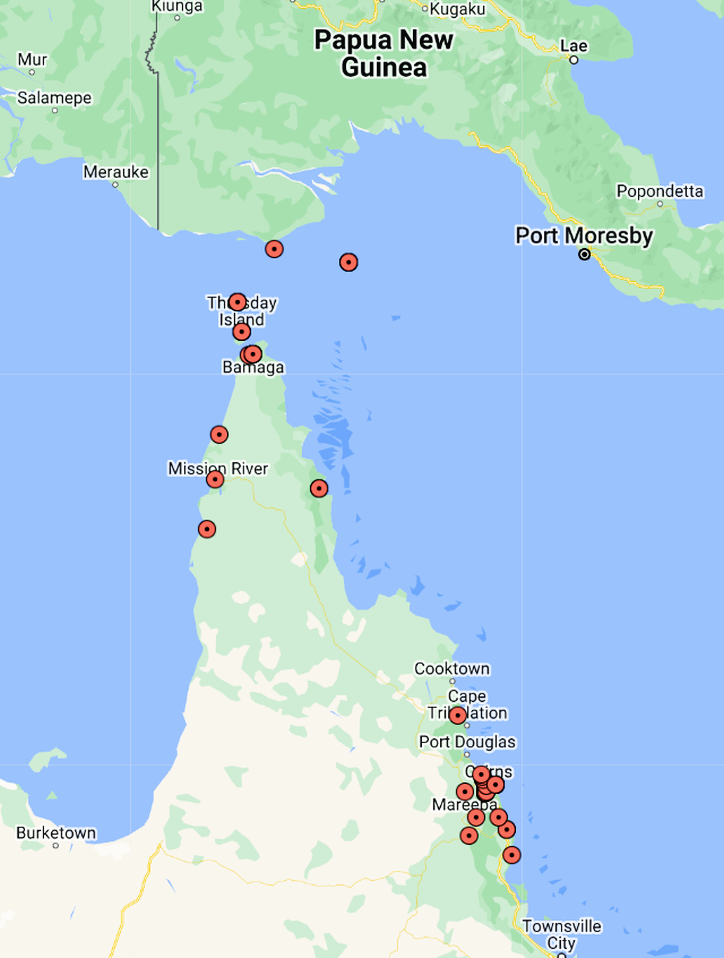 Kiunga
Kugaku
Papua New
Guinea
Lae
Mur
Salamepe
Merauke
Popondetta
Port Moresby
Thursday
Island
Bamaga
Mission River
Cooktown
Cape
Tribulation
Port Douglas
Cairns
Mareeba
Burketown
Townsville
City